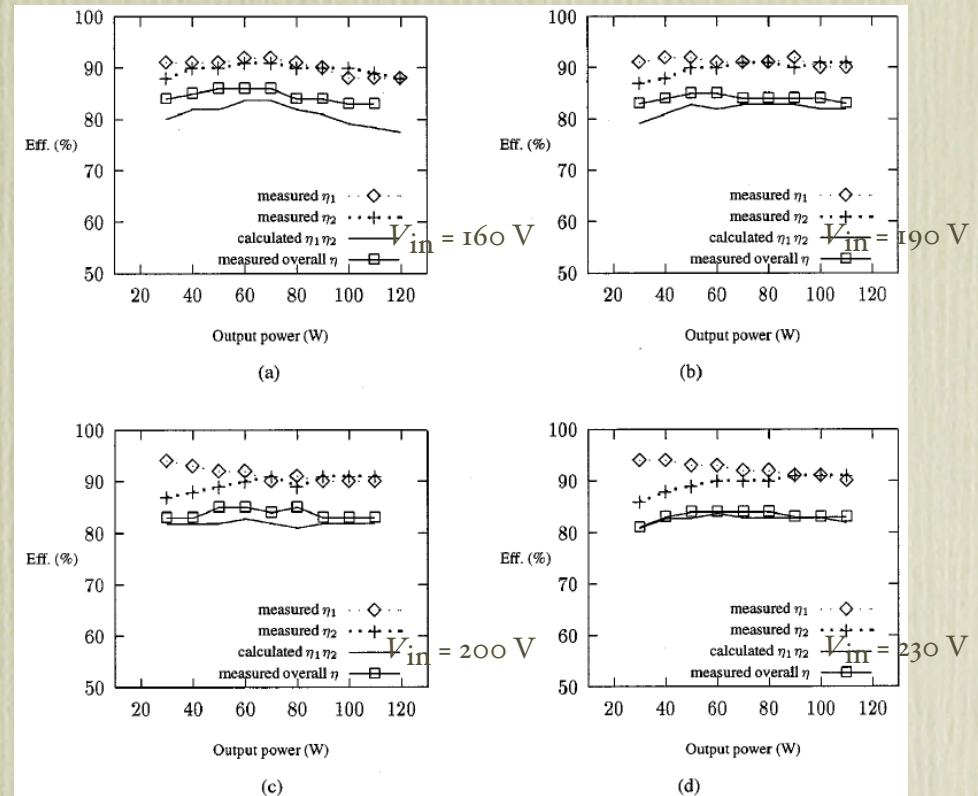 100
90
80
Eff. (%)
70
60
50
measured η1
measured η2
calculated η1η2
measured overall η
Vin = 160 V
20 40 60 80 100 120
Output power (W)
(a)
100
90
80
Eff. (%)
70
60
50
measured η1
measured η2
calculated η1η2
measured overall η
Vin = 190 V
20 40 60 80 100 120
Output power (W)
(b)
100
90
80
Eff. (%)
70
60
50
measured η1
measured η2
calculated η1η2
measured overall η
Vin = 200 V
20 40 60 80 100 120
Output power (W)
(c)
100
90
80
Eff. (%)
70
60
50
measured η1
measured η2
calculated η1η2
measured overall η
Vin = 230 V
20 40 60 80 100 120
Output power (W)
(d)